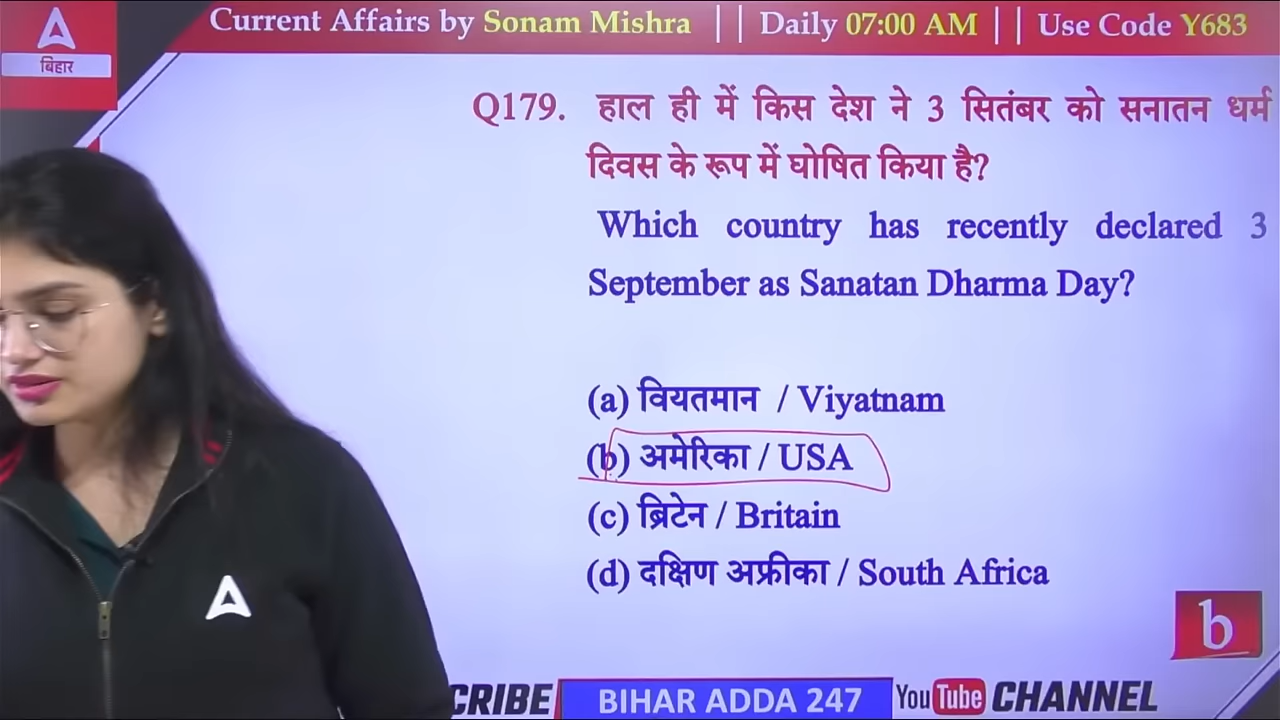 Current Affairs by Sonam Mishra || Daily 07:00 AM || Use Code Y683
बिहार
Q179. हाल ही में किस देश ने 3 सितंबर को सनातन धर्म
दिवस के रूप में घोषित किया है?
Which country has recently declared 3
September as Sanatan Dharma Day?
(a) वियतमान / Viyatnam
(b) अमेरिका / USA
(c) ब्रिटेन / Britain
(d) दक्षिण अफ्रीका / South Africa
b
CRIBE BIHAR ADDA 247 YouTube CHANNEL